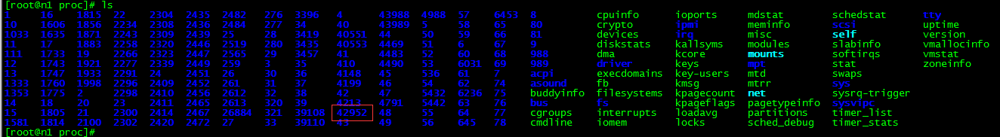 [root@n1 proc]# ls
1 16 1815 22 2304 2435 2482 276 3396 4 43988 4988 57 6453 8 cpuinfo ioports mdstat schedstat tty
10 1606 1856 2234 2308 2436 2484 277 34 40 43989 5 58 65 80 crypto ipmi meminfo scsi uptime
1033 1635 1871 2243 2309 2439 25 28 3419 40551 44 50 59 66 81 devices irq misc self version
11 17 1883 2258 2320 2446 2519 280 3435 40553 4469 51 6 67 9 diskstats kallsyms modules slabinfo vmallocinfo
111 1733 19 2266 2323 2447 2565 29 3457 41 4483 52 60 68 988 dma kcore mounts softirqs vmstat
12 1743 1921 2277 2339 2449 259 3 35 410 4490 53 6031 69 989 driver keys mpt stat zoneinfo
13 1747 1933 2291 24 2451 26 30 36 4148 45 536 61 7 acpi execdomains key-users mtd swaps
1333 1760 1998 2296 2409 2452 261 31 37 4199 46 54 62 74 asound fb kmsg mtrr sys
1353 1775 2 2298 2410 2456 2612 32 38 42 47 5432 6236 75 buddyinfo filesystems kpagecount net sysrq-trigger
14 18 20 23 2411 2465 2613 320 39 4213 4791 5442 63 76 bus fs kpageflags pagetypeinfo sysvipc
15 1805 21 2300 2414 2467 26884 321 39108 42952 48 55 64 77 cgroups interrupts loadavg partitions timer_list
1581 1814 2100 2302 2420 2472 27 33 39110 43 49 56 645 78 cmdline iomem locks sched_debug timer_stats
[root@n1 proc]#